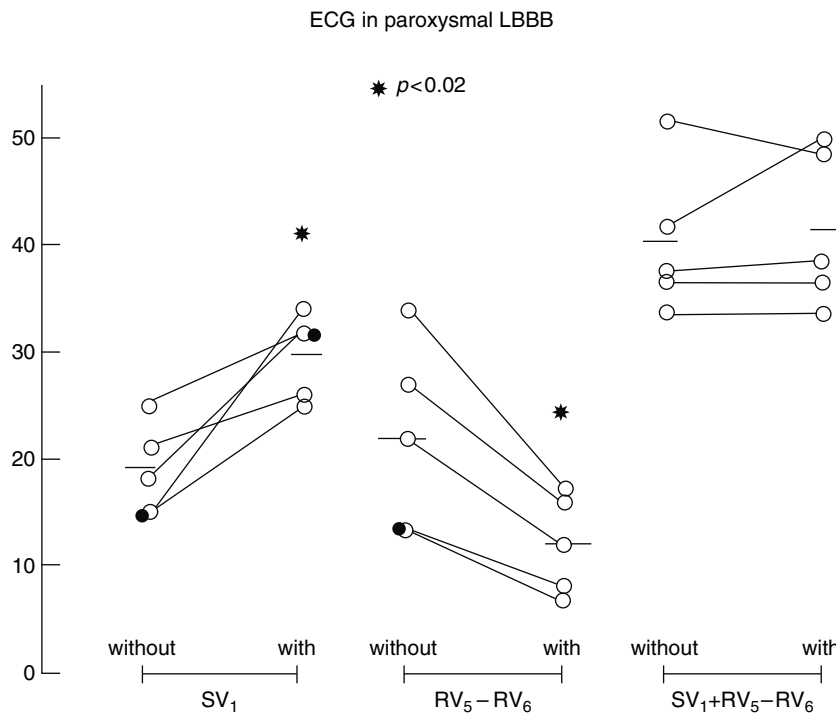 ECG in paroxysmal LBBB
p<0.02
50
40
30
20
10
0
without with without with without with
SV1 RV5–RV6 SV1+RV5–RV6